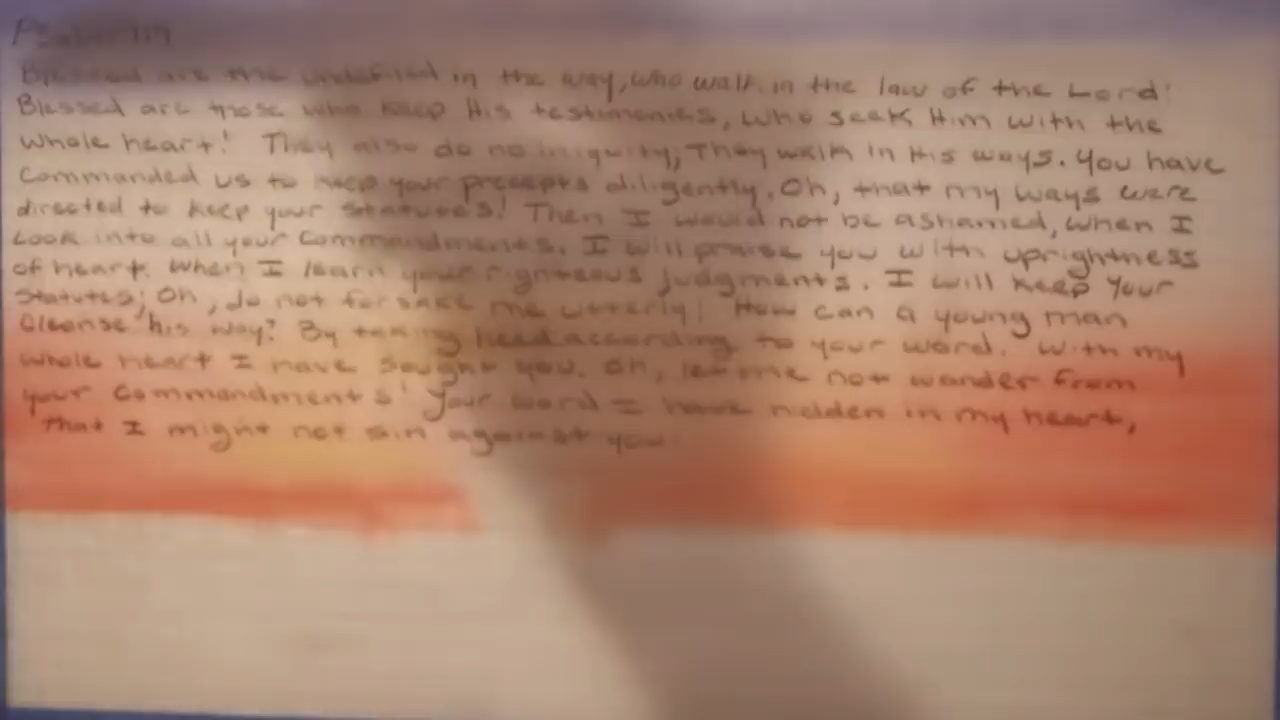 Psalm 119
Blessed are the undefiled in the way, who walk in the law of the Lord!
Blessed are those who keep His testimonies, who seek Him with the
whole heart! They also do no iniquity, They walk in His ways. You have
Commanded us to keep your precepts diligently. Oh, that my ways were
directed to keep your statutes! Then I would not be ashamed, when I
Look into all your Commandments. I will praise you with uprightness
of heart. When I learn your righteous judgments. I will keep Your
Statutes; Oh, do not forsake me utterly! How can a young man
Cleanse his way? By taking heed according to your word. With my
whole heart I have sought you. Oh, let me not wander from
your Commandments! Your word I have hidden in my heart,
That I might not sin against you.